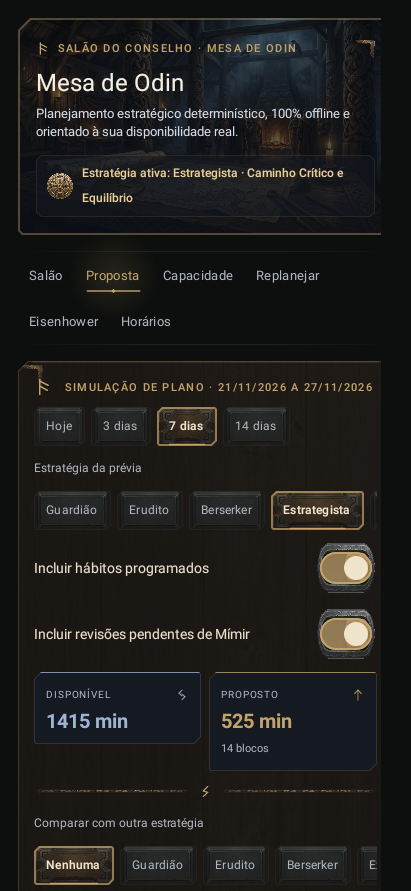 SALÃO DO CONSELHO · MESA DE ODIN
Mesa de Odin
Planejamento estratégico determinístico, 100% offline e
orientado à sua disponibilidade real.
Estratégia ativa: Estrategista · Caminho Crítico e
Equilíbrio
Salão Proposta Capacidade Replanejar
Eisenhower Horários
SIMULAÇÃO DE PLANO · 21/11/2026 A 27/11/2026
Hoje 3 dias 7 dias 14 dias
Estratégia da prévia
Guardião Erudito Berserker Estrategista
Incluir hábitos programados
Incluir revisões pendentes de Mímir
DISPONÍVEL PROPOSTO
1415 min 525 min
14 blocos
Comparar com outra estratégia
Nenhuma Guardião Erudito Berserker